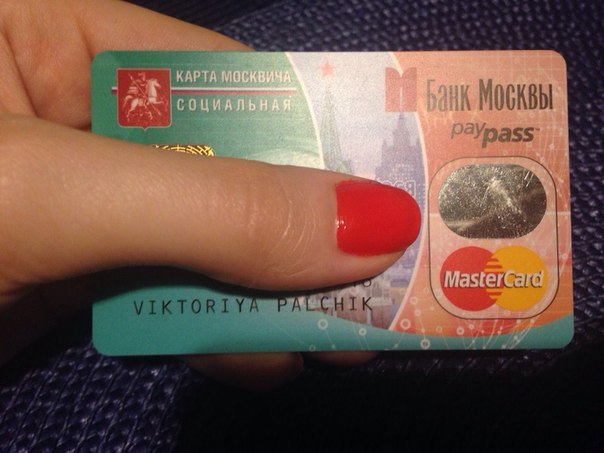 КАРТА МОСКВИЧА
СОЦИАЛЬНАЯ
Банк Москвы
paypass
MasterCard
VIKTORIYA PALCHIK